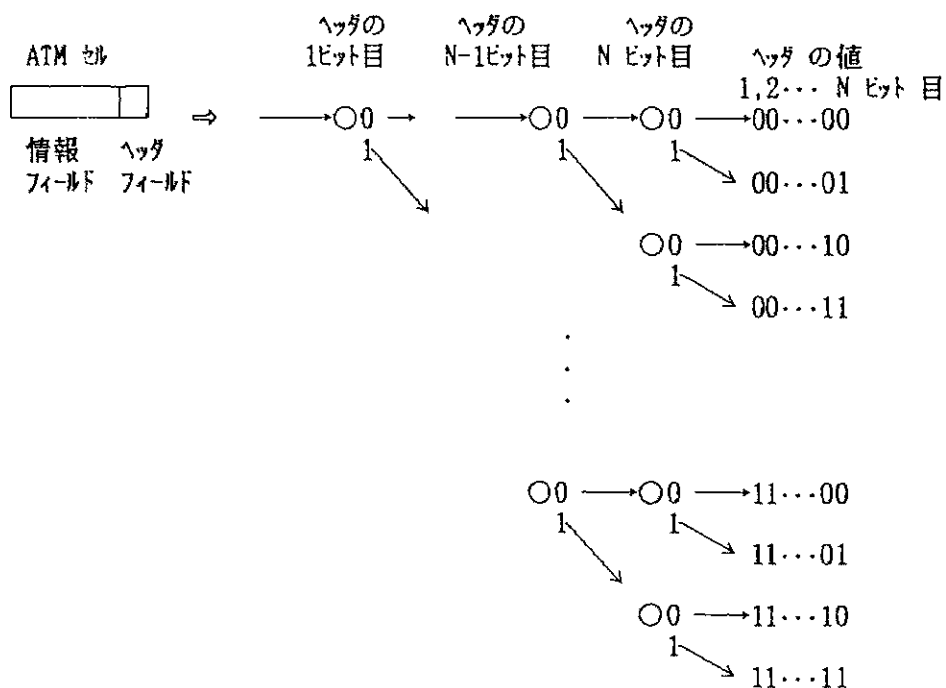 ATM セル
情報
フィールド
ヘッダ
フィールド
ヘッダの
1ビット目
ヘッダの
N-1ビット目
ヘッダの
N ビット目
ヘッダ の値
1,2··· N ビット 目
0
0
0
00···00
1
1
1
00···01
0
00···10
1
00···11
0
0
11···00
1
1
11···01
0
11···10
1
11···11